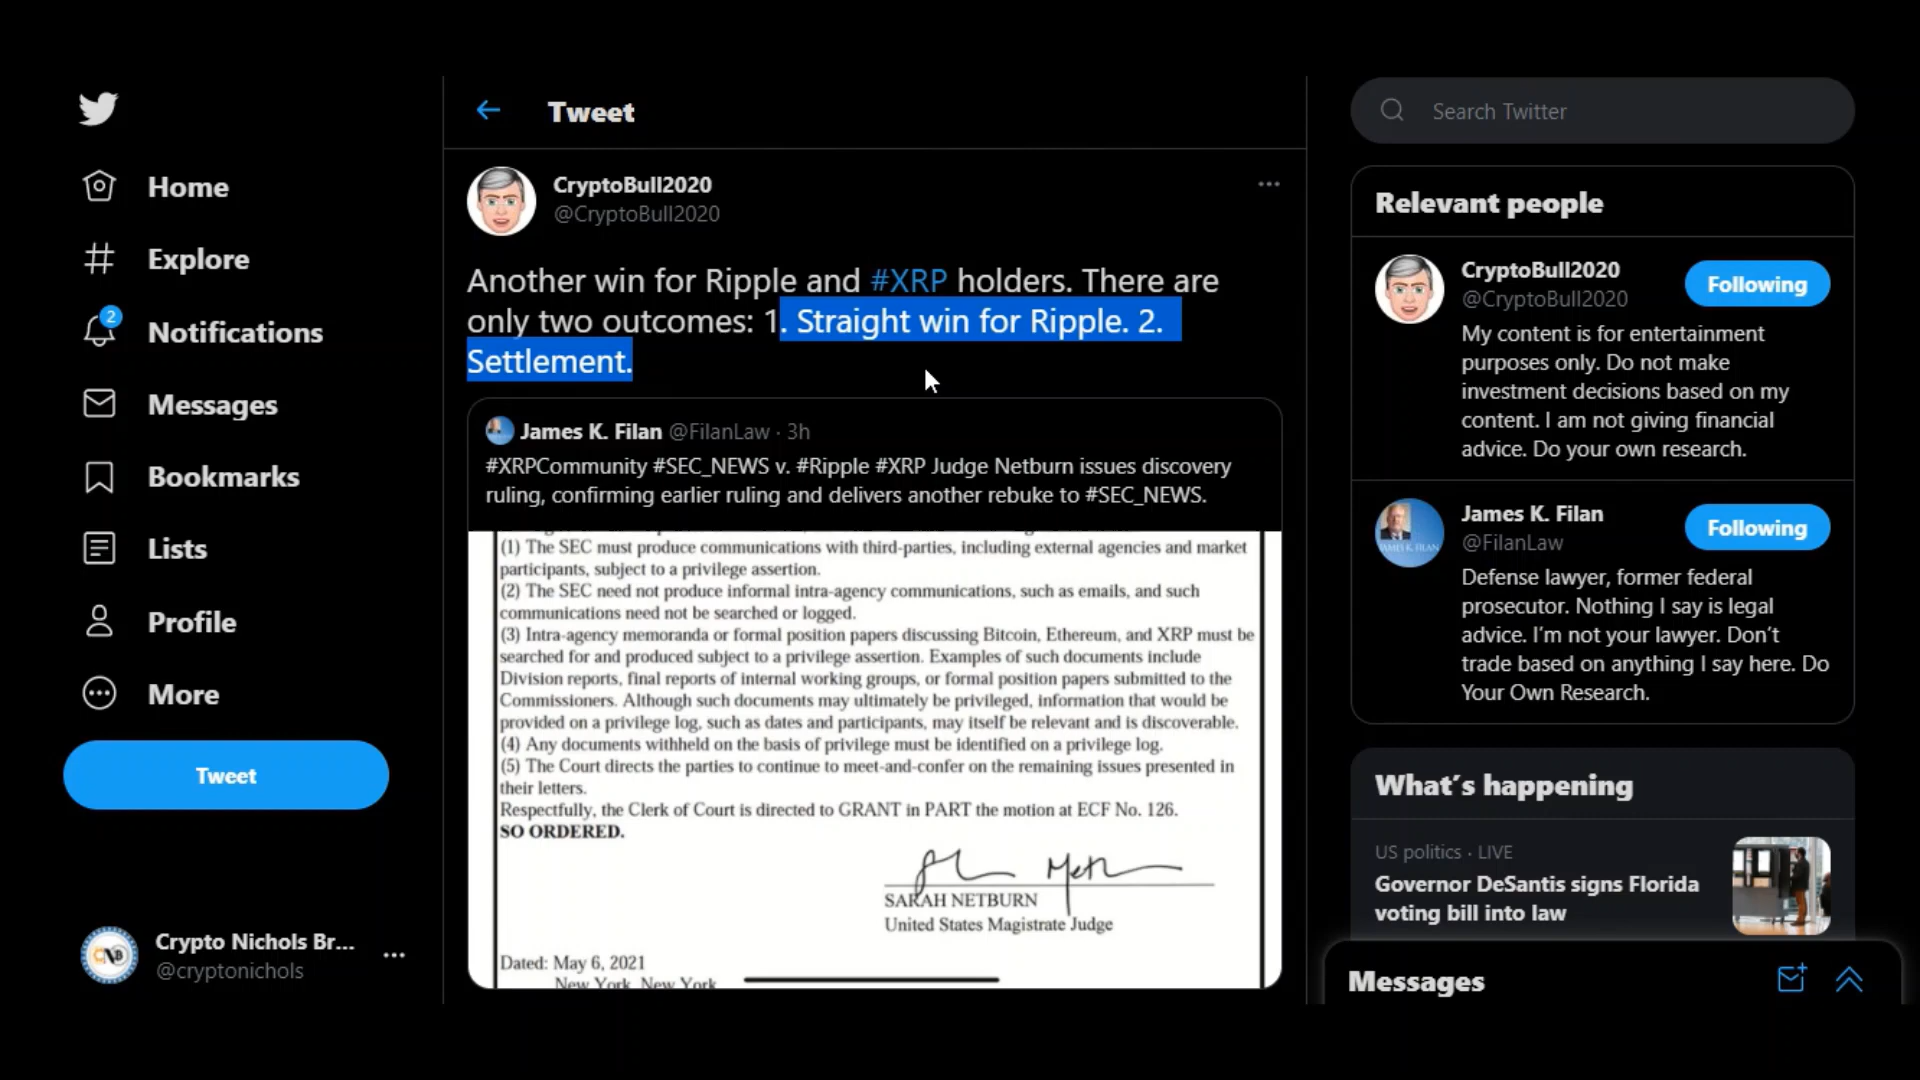 Home
Explore
2
Notifications
Messages
Bookmarks
Lists
Profile
More
Tweet
Crypto Nichols Br...
@cryptonichols
Tweet
CryptoBull2020
@CryptoBull2020
Another win for Ripple and #XRP holders. There are
only two outcomes: 1. Straight win for Ripple. 2.
Settlement.
James K. Filan @FilanLaw · 3h
#XRPCommunity #SEC_NEWS v. #Ripple #XRP Judge Netburn issues discovery
ruling, confirming earlier ruling and delivers another rebuke to #SEC_NEWS.
(1) The SEC must produce communications with third-parties, including external agencies and market
participants, subject to a privilege assertion.
(2) The SEC need not produce informal intra-agency communications, such as emails, and such
communications need not be searched or logged.
(3) Intra-agency memoranda or formal position papers discussing Bitcoin, Ethereum, and XRP must be
searched for and produced subject to a privilege assertion. Examples of such documents include
Division reports, final reports of internal working groups, or formal position papers submitted to the
Commissioners. Although such documents may ultimately be privileged, information that would be
provided on a privilege log, such as dates and participants, may itself be relevant and is discoverable.
(4) Any documents withheld on the basis of privilege must be identified on a privilege log.
(5) The Court directs the parties to continue to meet-and-confer on the remaining issues presented in
their letters.
Respectfully, the Clerk of Court is directed to GRANT in PART the motion at ECF No. 126.
SO ORDERED.
SARAH NETBURN
United States Magistrate Judge
Dated: May 6, 2021
New York, New York
Search Twitter
Relevant people
CryptoBull2020
@CryptoBull2020
Following
My content is for entertainment
purposes only. Do not make
investment decisions based on my
content. I am not giving financial
advice. Do your own research.
James K. Filan
@FilanLaw
Following
Defense lawyer, former federal
prosecutor. Nothing I say is legal
advice. I'm not your lawyer. Don't
trade based on anything I say here. Do
Your Own Research.
What's happening
US politics · LIVE
Governor DeSantis signs Florida
voting bill into law
Messages